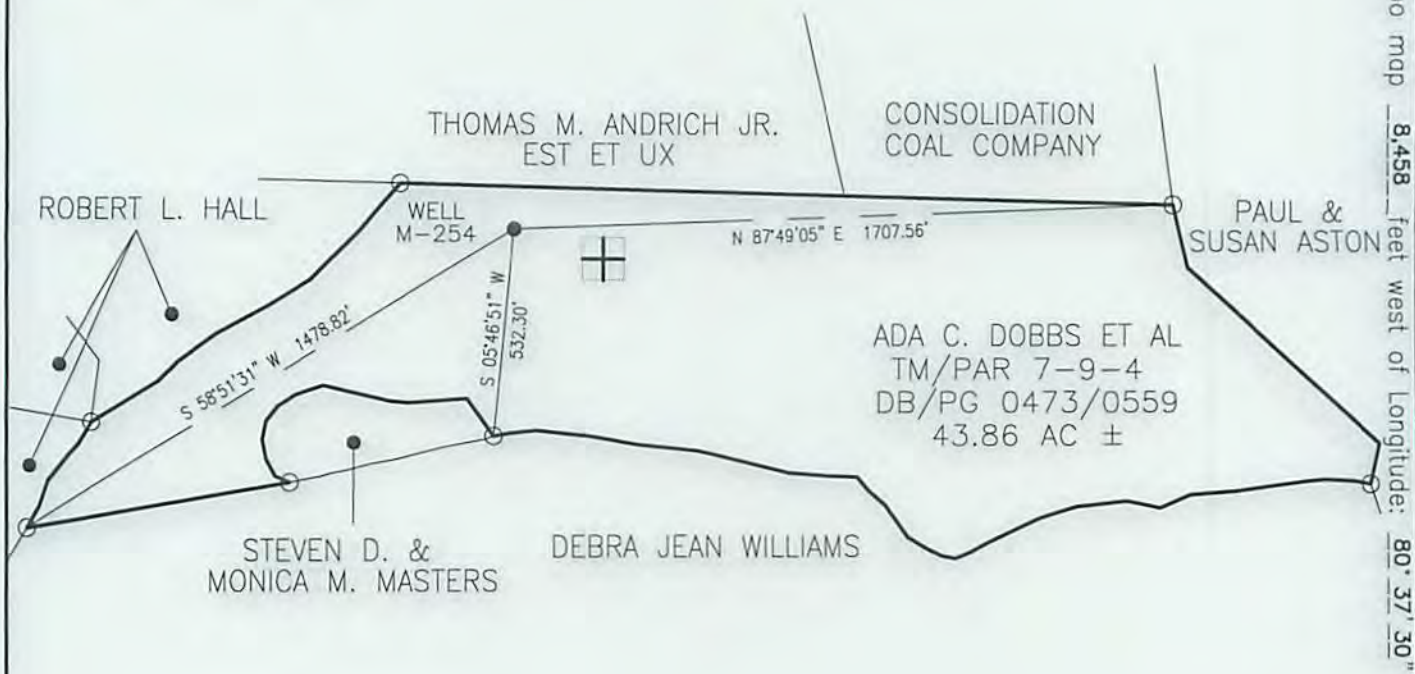 THOMAS M. ANDRICH JR.
EST ET UX
CONSOLIDATION
COAL COMPANY
ROBERT L. HALL
WELL
M-254
N 87°49'05" E 1707.56'
PAUL &
SUSAN ASTON
S 58°51'31" W 1478.82'
S 05°46'51" W
532.30'
ADA C. DOBBS ET AL
TM/PAR 7-9-4
DB/PG 0473/0559
43.86 AC ±
STEVEN D. &
MONICA M. MASTERS
DEBRA JEAN WILLIAMS
map 8,458 feet west of Longitude: 80° 37' 30"